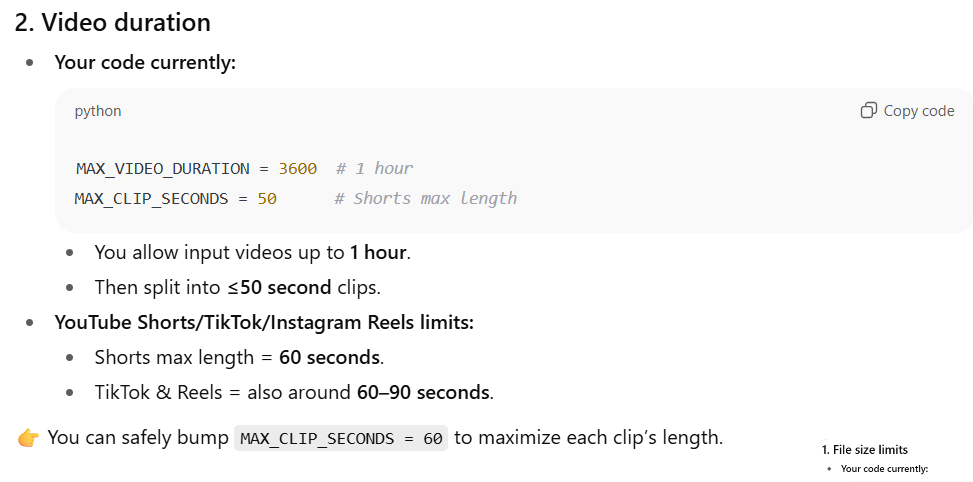 2. Video duration
• Your code currently:
python
Copy code
MAX_VIDEO_DURATION = 3600  # 1 hour
MAX_CLIP_SECONDS = 50      # Shorts max length
• You allow input videos up to 1 hour.
• Then split into ≤50 second clips.
• YouTube Shorts/TikTok/Instagram Reels limits:
• Shorts max length = 60 seconds.
• TikTok & Reels = also around 60–90 seconds.
👉 You can safely bump MAX_CLIP_SECONDS = 60 to maximize each clip's length.
1. File size limits
• Your code currently: